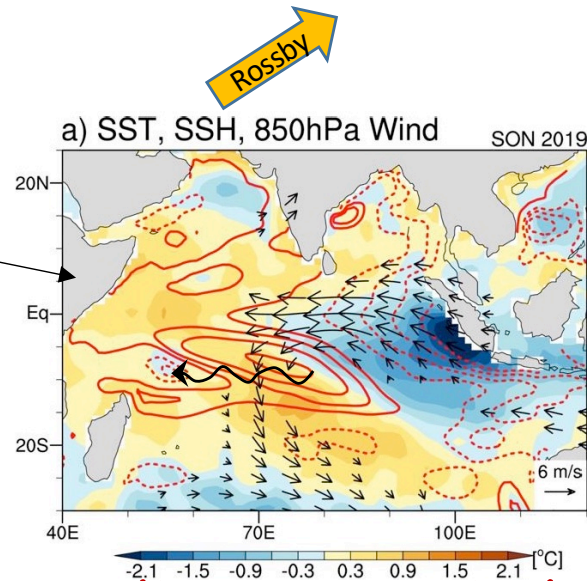 Rossby
a) SST, SSH, 850hPa Wind SON 2019
20N
Eq
20S
6 m/s
40E 70E 100E
-2.1 -1.5 -0.9 -0.3 0.3 0.9 1.5 2.1 [°C]